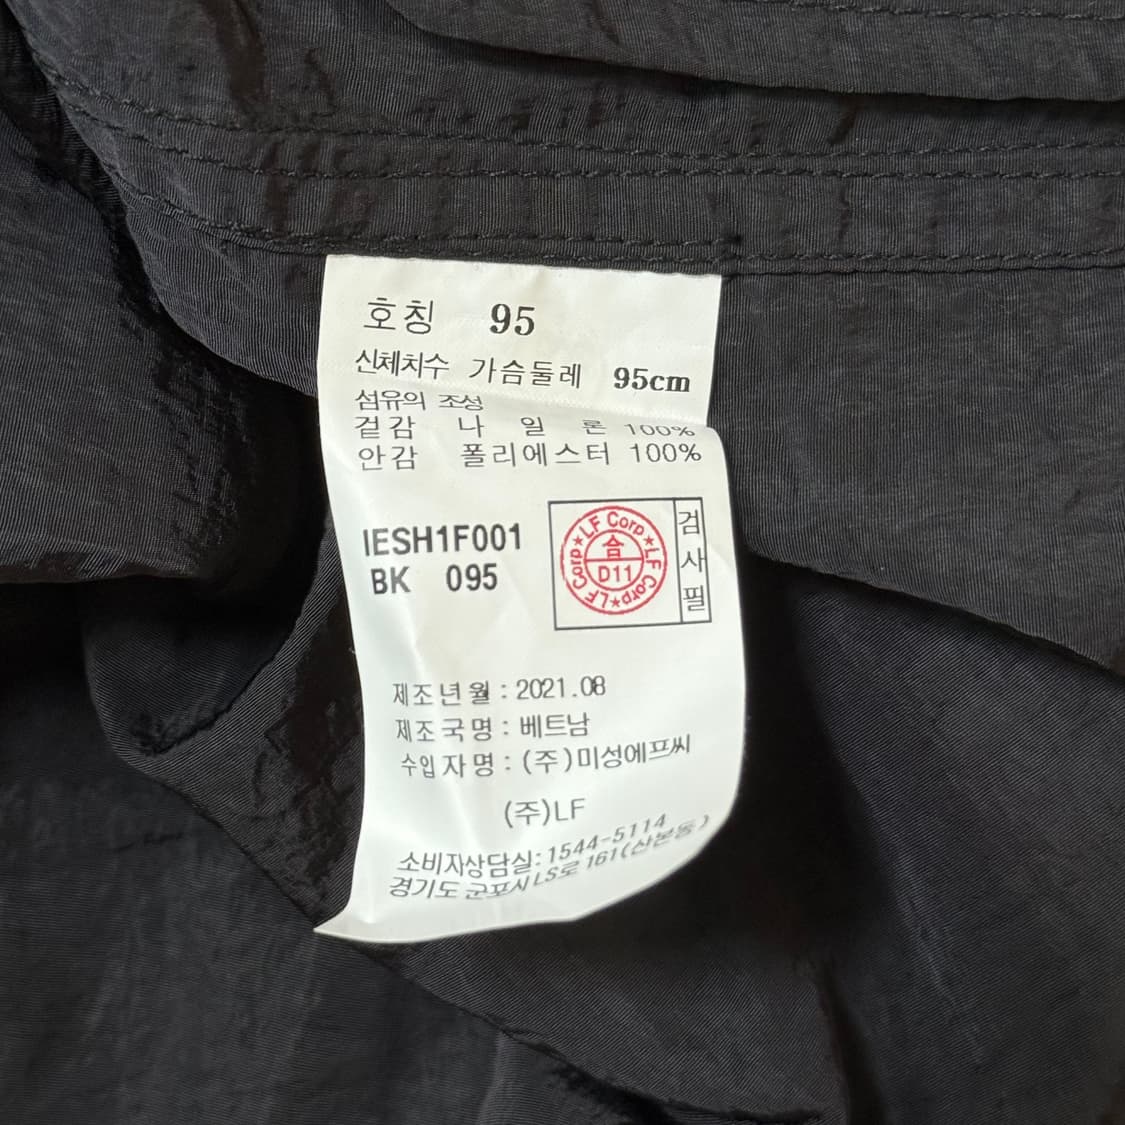 호칭 95
신체치수 가슴둘레 95cm
섬유의 조성
겉감 나 일 론 100%
안감 폴리에스터 100%
IESH1F001
BK 095
LF Corp★LF Corp★LF Corp★
合
D11
검사필
제조년월 : 2021.08
제조국명 : 베트남
수입자명 : (주)미성에프씨
(주)LF
소비자상담실: 1544-5114
경기도 군포시 LS로 161(산본동)